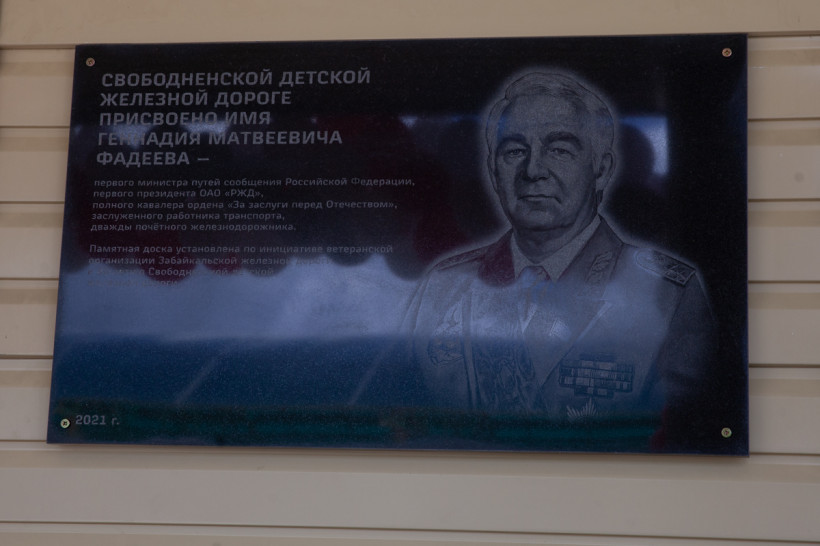 СВОБОДНЕНСКОЙ ДЕТСКОЙ
ЖЕЛЕЗНОЙ ДОРОГЕ
ПРИСВОЕНО ИМЯ
ГЕННАДИЯ МАТВЕЕВИЧА
ФАДЕЕВА –
первого министра путей сообщения Российской Федерации,
первого президента ОАО «РЖД»,
полного кавалера ордена «За заслуги перед Отечеством»,
заслуженного работника транспорта,
дважды почётного железнодорожника.
Памятная доска установлена по инициативе ветеранской
организации Забайкальской железной
Свободненской
2021 г.